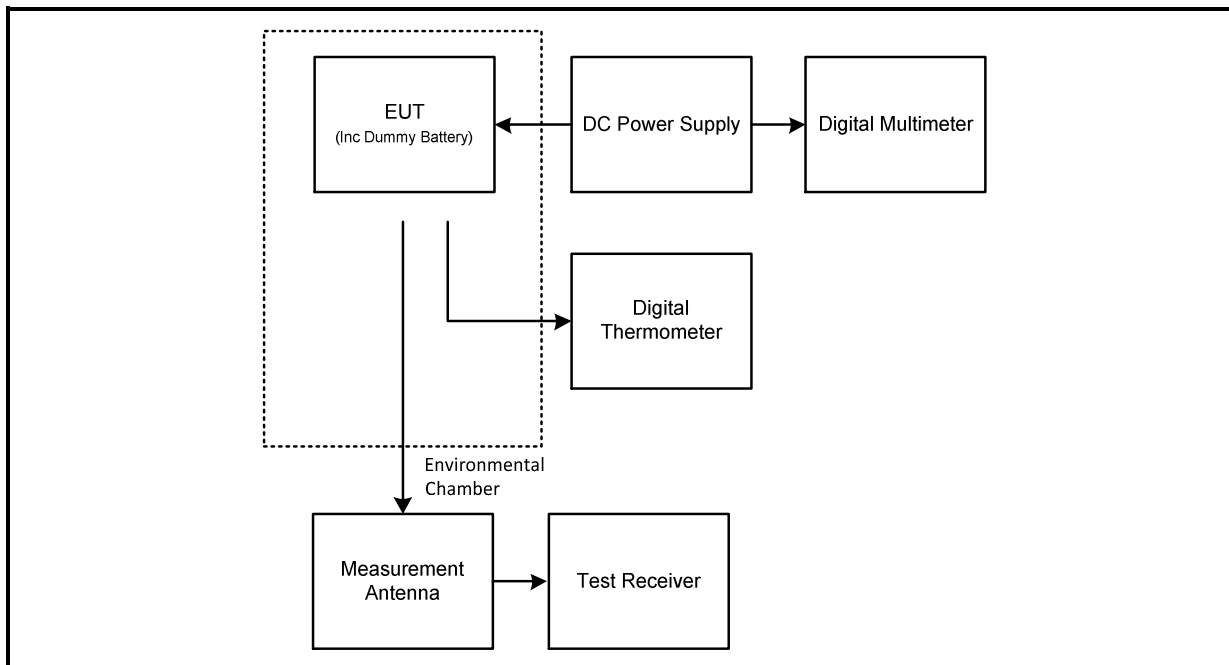 EUT
(Inc Dummy Battery)
DC Power Supply
Digital Multimeter
Digital
Thermometer
Environmental
Chamber
Measurement
Antenna
Test Receiver